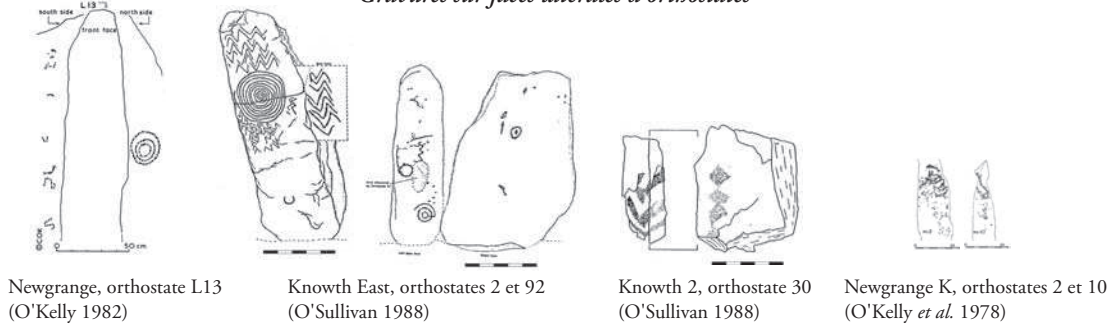 Gravures sur faces latérales d'orthostates
L13
south side
north side
front face
©COK
0
50 cm
Newgrange, orthostate L13
(O'Kelly 1982)
Knowth East, orthostates 2 et 92
(O'Sullivan 1988)
Knowth 2, orthostate 30
(O'Sullivan 1988)
Newgrange K, orthostates 2 et 10
(O'Kelly et al. 1978)